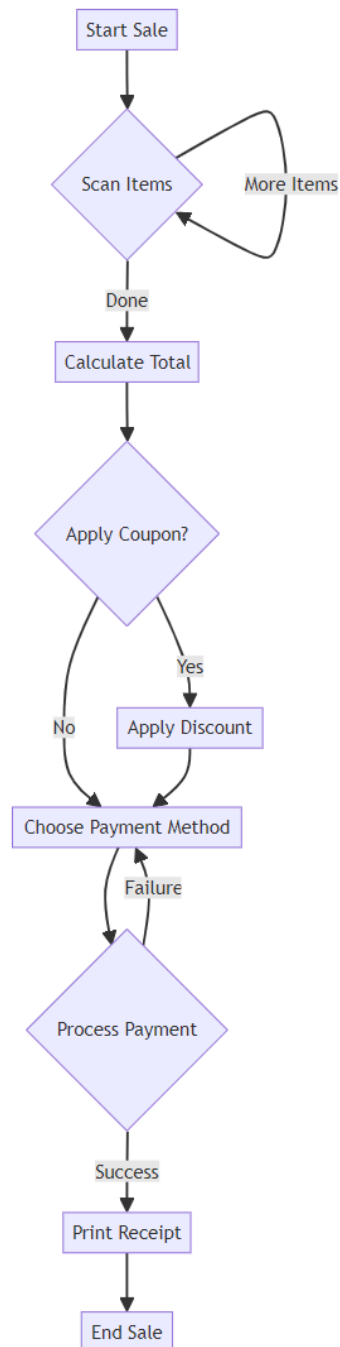 Start Sale
Scan Items
More Items
Done
Calculate Total
Apply Coupon?
Yes
No
Apply Discount
Choose Payment Method
Failure
Process Payment
Success
Print Receipt
End Sale